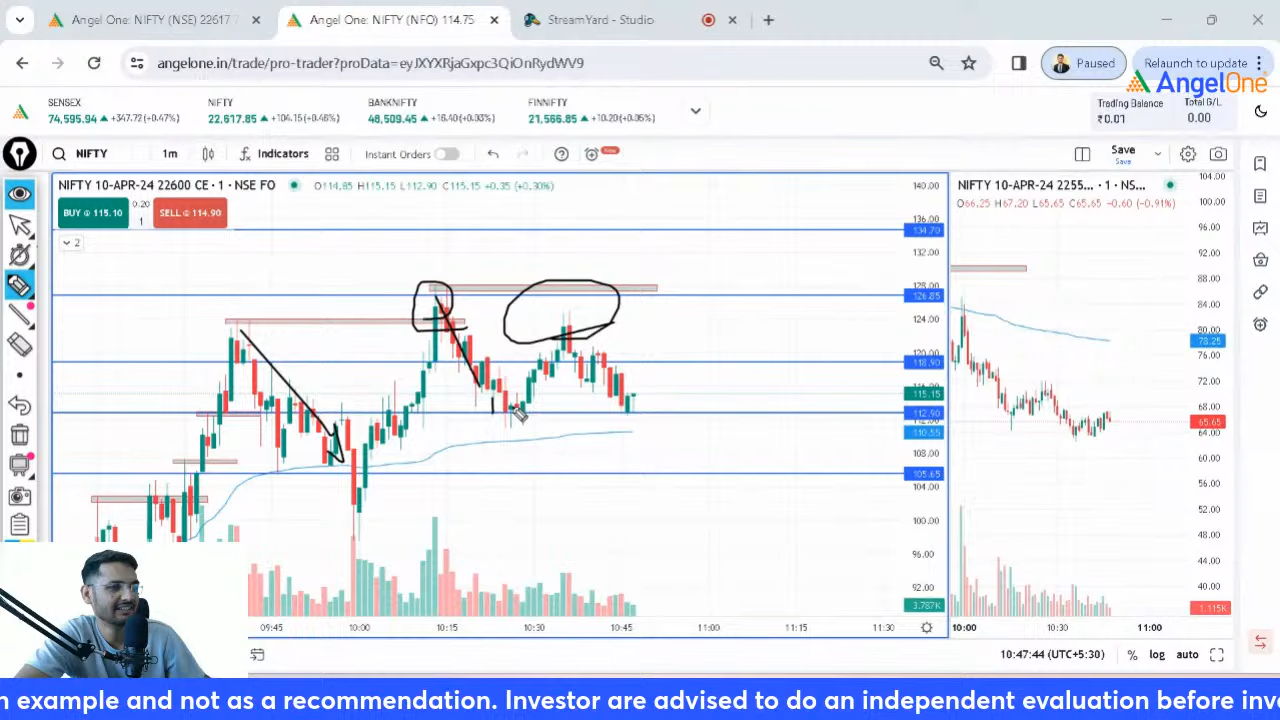 Angel One: NIFTY (NSE) 22617
Angel One: NIFTY (NFO) 114.75
StreamYard - Studio
angelone.in/trade/pro-trader?proData=eyJXYXRjaGxpc3QiOnRydWV9
Paused
Relaunch to update
AngelOne
SENSEX
74,595.94 +347.72 (+0.47%)
NIFTY
22,617.85 +104.15 (+0.46%)
BANKNIFTY
48,509.45 +16.40 (+0.03%)
FINNIFTY
21,566.85 +10.20 (+0.05%)
Trading Balance
₹0.01
Total G/L
0.00
NIFTY
1m
Indicators
Instant Orders
New
Save
Save
NIFTY 10-APR-24 22600 CE · 1 · NSE FO
O114.85 H115.15 L112.90 C115.15 +0.35 (+0.30%)
BUY @ 115.10
0.20
1
SELL @ 114.90
2
NIFTY 10-APR-24 2255... · 1 · NS...
O66.25 H67.20 L65.65 C65.65 -0.60 (-0.91%)
140.00
136.00
134.70
132.00
128.00
126.85
124.00
120.00
118.90
116.00
115.15
112.90
112.00
110.55
108.00
105.65
104.00
100.00
96.00
92.00
3.787K
104.00
100.00
96.00
92.00
88.00
84.00
80.00
78.25
76.00
72.00
68.00
65.65
64.00
60.00
56.00
52.00
48.00
44.00
40.00
1.115K
09:45
10:00
10:15
10:30
10:45
11:00
11:15
11:30
10:00
10:30
11:00
10:47:44 (UTC+5:30)
%
log
auto
n example and not as a recommendation. Investor are advised to do an independent evaluation before inv